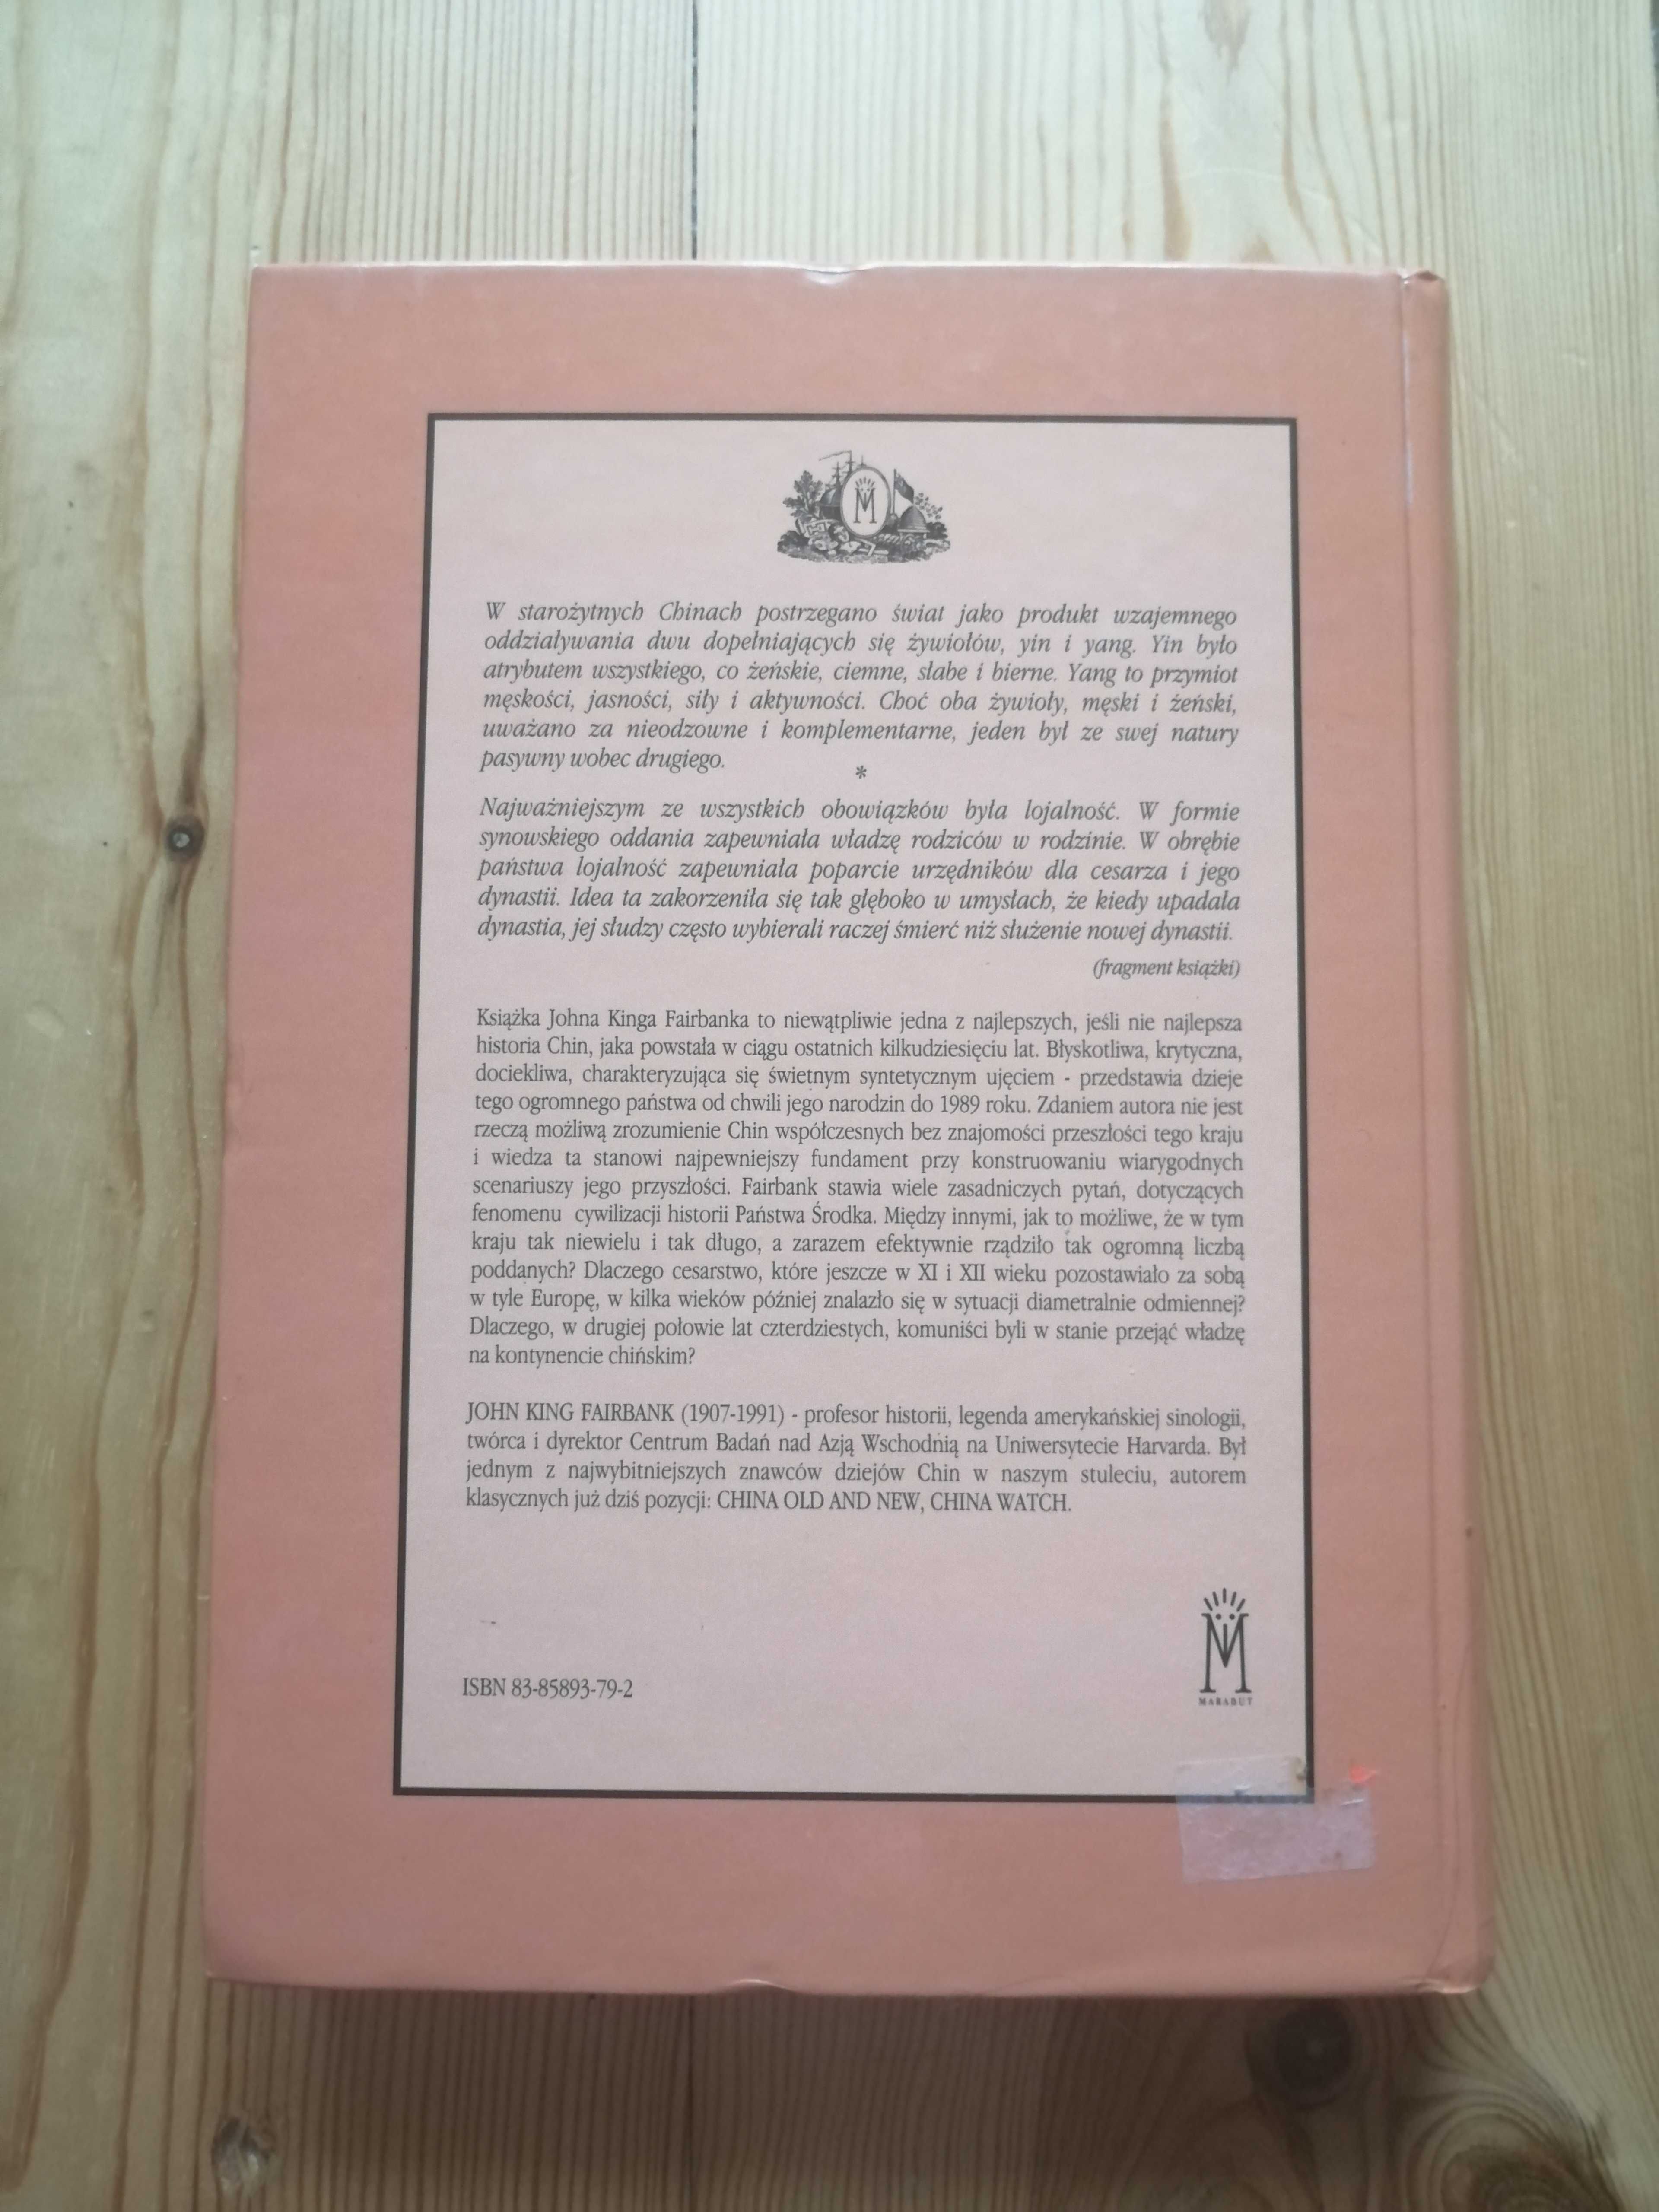 M
W starożytnych Chinach postrzegano świat jako produkt wzajemnego
oddziaływania dwu dopełniających się żywiołów, yin i yang. Yin było
atrybutem wszystkiego, co żeńskie, ciemne, słabe i bierne. Yang to przymiot
męskości, jasności, siły i aktywności. Choć oba żywioły, męski i żeński,
uważano za nieodzowne i komplementarne, jeden był ze swej natury
pasywny wobec drugiego.
*
Najważniejszym ze wszystkich obowiązków była lojalność. W formie
synowskiego oddania zapewniała władzę rodziców w rodzinie. W obrębie
państwa lojalność zapewniała poparcie urzędników dla cesarza i jego
dynastii. Idea ta zakorzeniła się tak głęboko w umysłach, że kiedy upadała
dynastia, jej słudzy często wybierali raczej śmierć niż służenie nowej dynastii.
(fragment książki)
Książka Johna Kinga Fairbanka to niewątpliwie jedna z najlepszych, jeśli nie najlepsza
historia Chin, jaka powstała w ciągu ostatnich kilkudziesięciu lat. Błyskotliwa, krytyczna,
dociekliwa, charakteryzująca się świetnym syntetycznym ujęciem - przedstawia dzieje
tego ogromnego państwa od chwili jego narodzin do 1989 roku. Zdaniem autora nie jest
rzeczą możliwą zrozumienie Chin współczesnych bez znajomości przeszłości tego kraju
i wiedza ta stanowi najpewniejszy fundament przy konstruowaniu wiarygodnych
scenariuszy jego przyszłości. Fairbank stawia wiele zasadniczych pytań, dotyczących
fenomenu cywilizacji historii Państwa Środka. Między innymi, jak to możliwe, że w tym
kraju tak niewielu i tak długo, a zarazem efektywnie rządziło tak ogromną liczbą
poddanych? Dlaczego cesarstwo, które jeszcze w XI i XII wieku pozostawiało za sobą
w tyle Europę, w kilka wieków później znalazło się w sytuacji diametralnie odmiennej?
Dlaczego, w drugiej połowie lat czterdziestych, komuniści byli w stanie przejąć władzę
na kontynencie chińskim?
JOHN KING FAIRBANK (1907-1991) - profesor historii, legenda amerykańskiej sinologii,
twórca i dyrektor Centrum Badań nad Azją Wschodnią na Uniwersytecie Harvarda. Był
jednym z najwybitniejszych znawców dziejów Chin w naszym stuleciu, autorem
klasycznych już dziś pozycji: CHINA OLD AND NEW, CHINA WATCH.
M
MARABUT
ISBN 83-85893-79-2